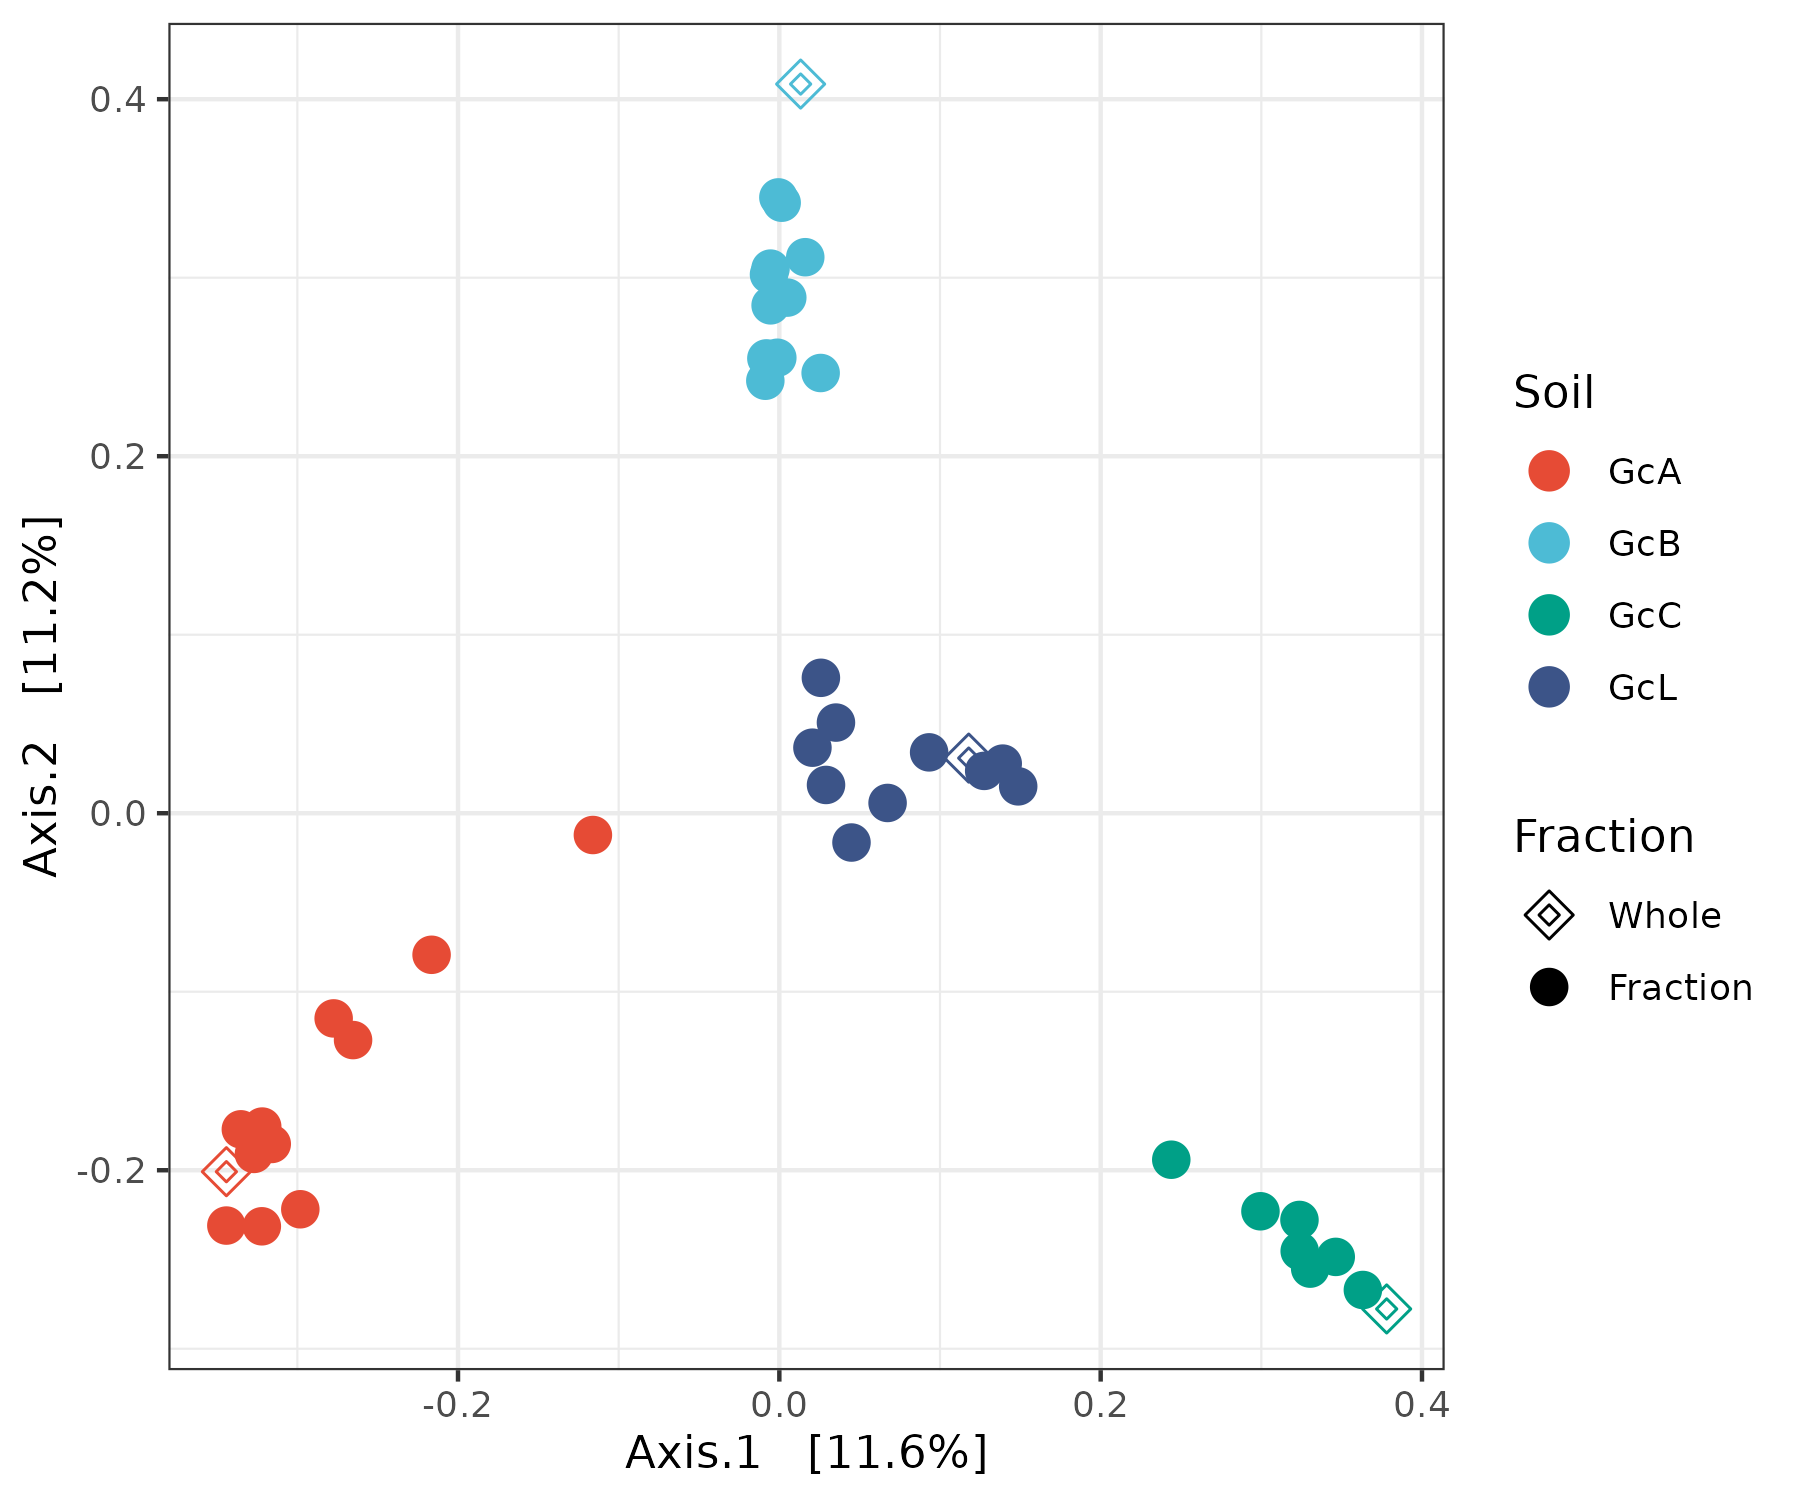 0.4
0.2
0.0
-0.2
Axis.2 [11.2%]
-0.2
0.0
0.2
0.4
Axis.1 [11.6%]
Soil
GcA
GcB
GcC
GcL
Fraction
Whole
Fraction